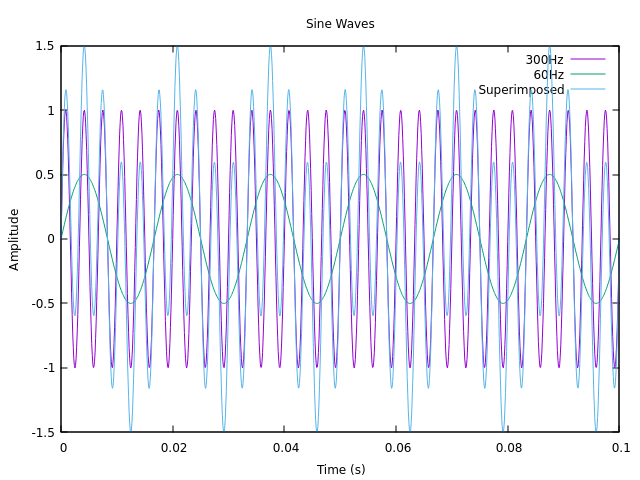 Sine Waves
1.5
1
0.5
0
-0.5
-1
-1.5
Amplitude
300Hz
60Hz
Superimposed
0 0.02 0.04 0.06 0.08 0.1
Time (s)